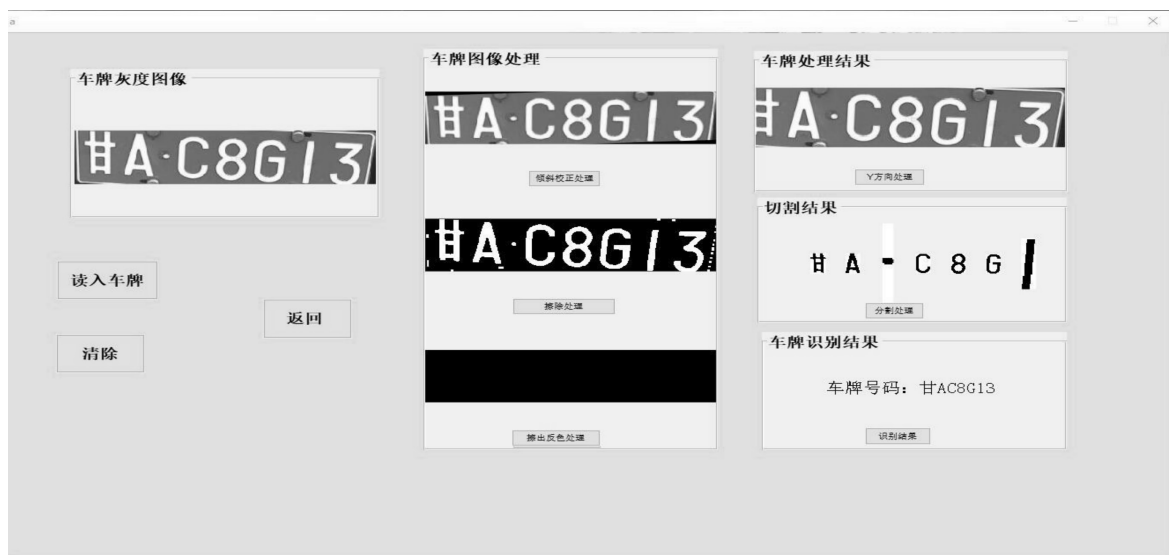 a
车牌灰度图像
甘A·C8G13
读入车牌
返回
清除
车牌图像处理
甘A·C8G13
倾斜校正处理
甘A·C8G13
擦除处理
擦出反色处理
车牌处理结果
甘A·C8G13
Y方向处理
切割结果
甘 A - C 8 G
分割处理
车牌识别结果
车牌号码：甘AC8G13
识别结果